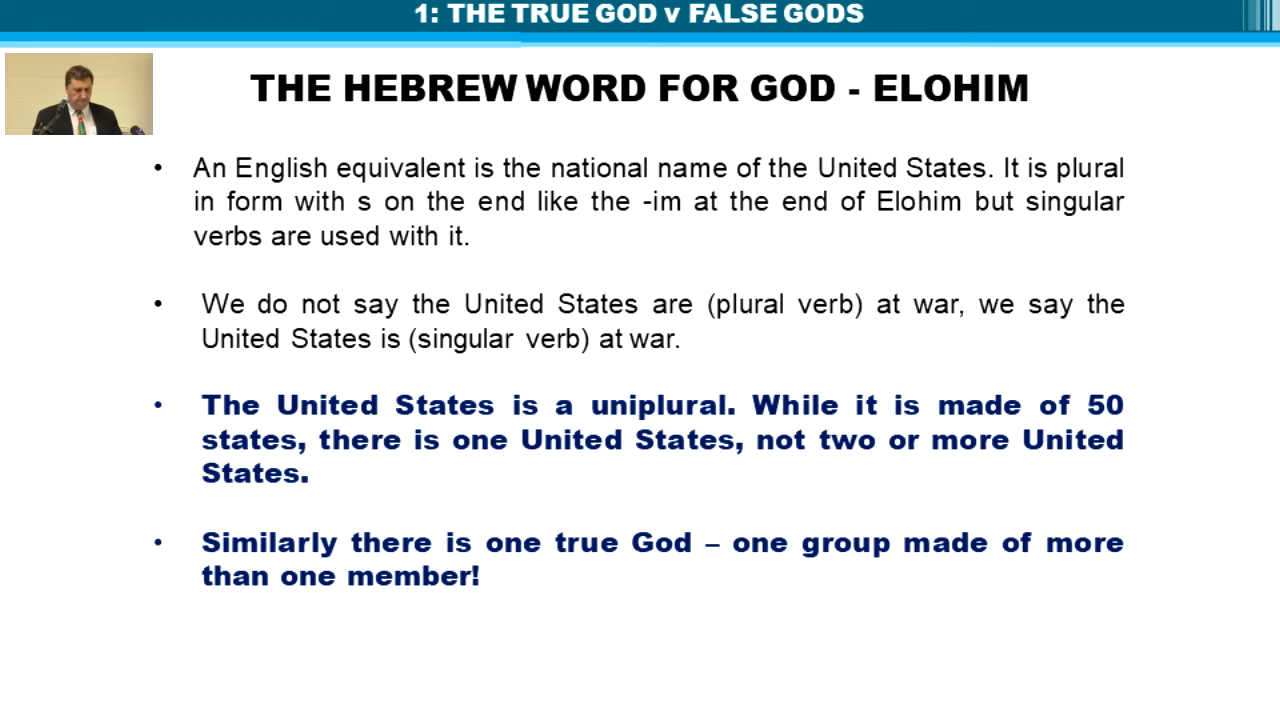 1: THE TRUE GOD v FALSE GODS
THE HEBREW WORD FOR GOD - ELOHIM
• An English equivalent is the national name of the United States. It is plural
in form with s on the end like the -im at the end of Elohim but singular
verbs are used with it.
• We do not say the United States are (plural verb) at war, we say the
United States is (singular verb) at war.
• The United States is a uniplural. While it is made of 50
states, there is one United States, not two or more United
States.
• Similarly there is one true God – one group made of more
than one member!